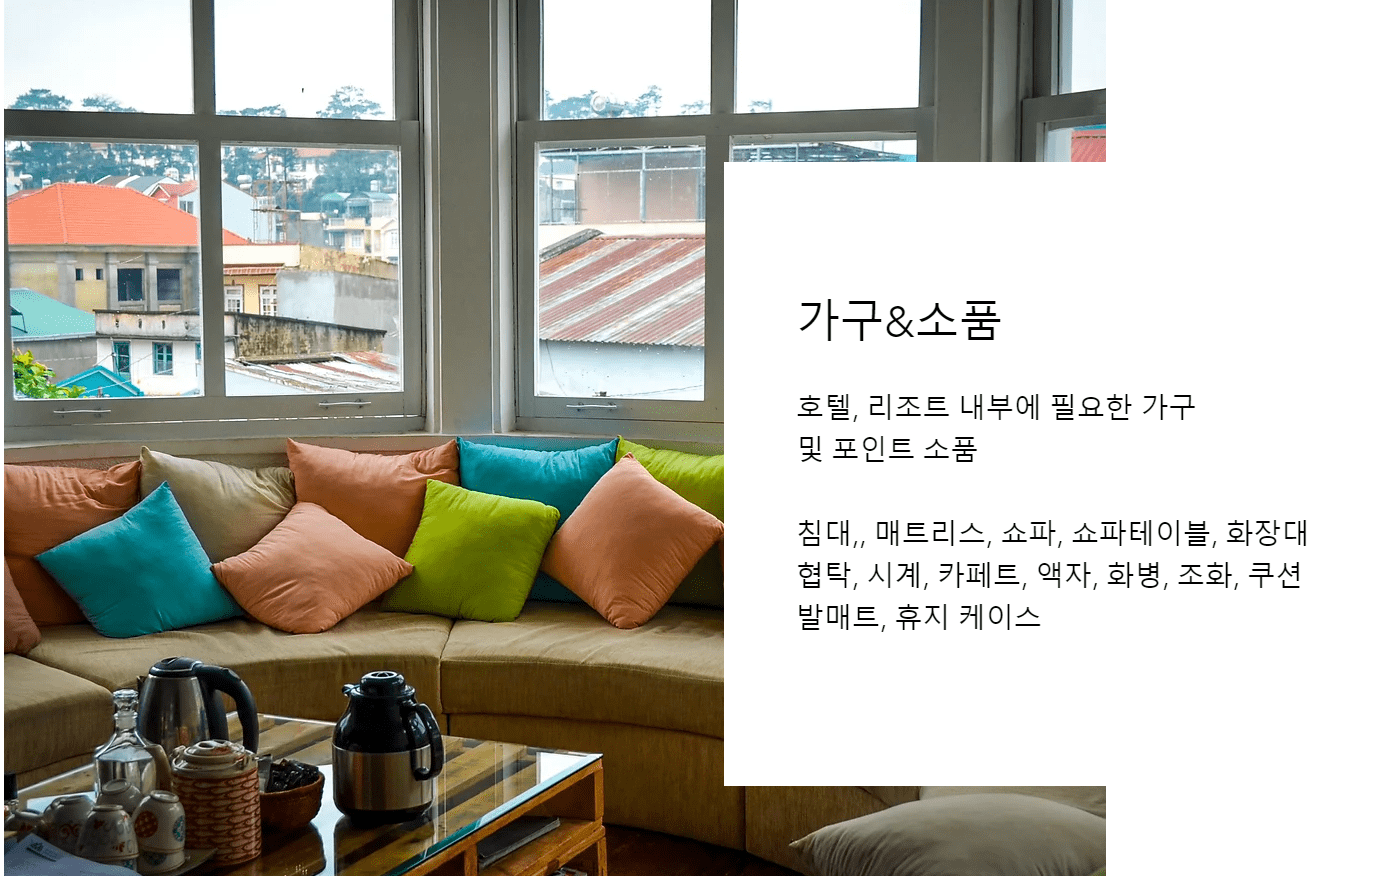 가구&소품
호텔, 리조트 내부에 필요한 가구
및 포인트 소품
침대,, 매트리스, 쇼파, 쇼파테이블, 화장대
협탁, 시계, 카페트, 액자, 화병, 조화, 쿠션
발매트, 휴지 케이스